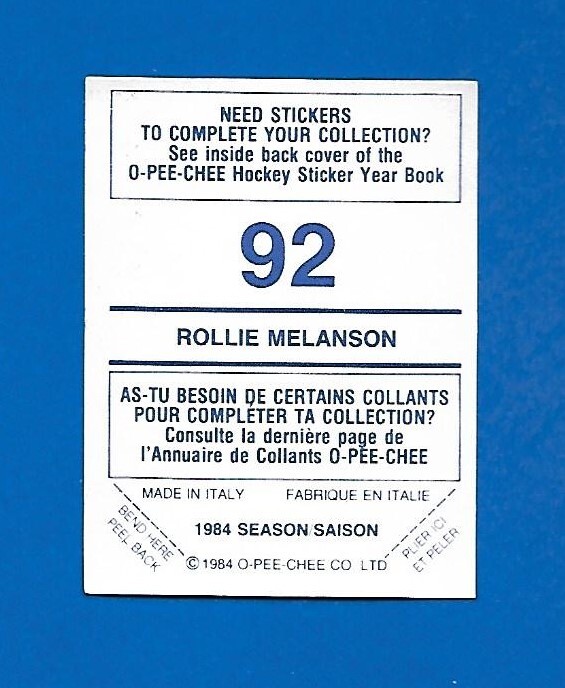 NEED STICKERS
TO COMPLETE YOUR COLLECTION?
See inside back cover of the
O-PEE-CHEE Hockey Sticker Year Book
92
ROLLIE MELANSON
AS-TU BESOIN DE CERTAINS COLLANTS
POUR COMPLÉTER TA COLLECTION?
Consulte la dernière page de
l'Annuaire de Collants O-PEE-CHEE
MADE IN ITALY FABRIQUE EN ITALIE
1984 SEASON/SAISON
© 1984 O-PEE-CHEE CO LTD
BEND HERE
PEEL BACK
PLIER ICI
ET PELER